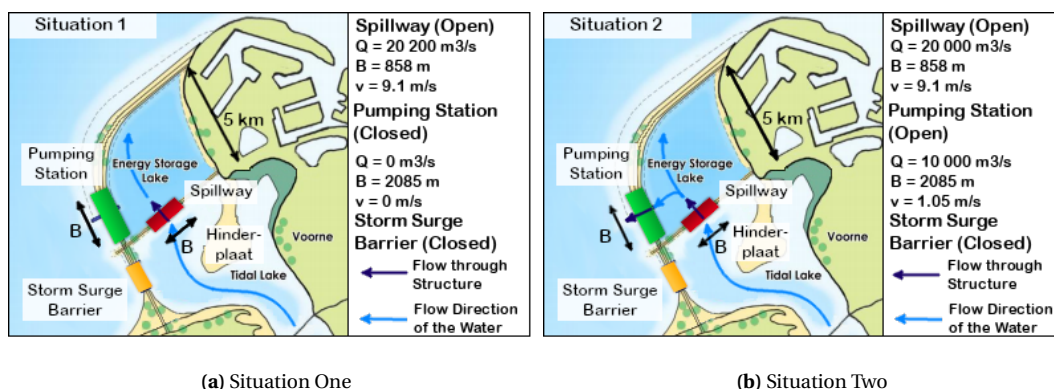 Situation 1
Pumping
Station
Energy Storage
Lake
5 km
Spillway
B
B
Hinder-
plaat
Voorne
Tidal Lake
Storm Surge
Barrier
Spillway (Open)
Q = 20 200 m3/s
B = 858 m
v = 9.1 m/s
Pumping Station
(Closed)
Q = 0 m3/s
B = 2085 m
v = 0 m/s
Storm Surge
Barrier (Closed)
Flow through
Structure
Flow Direction
of the Water
(a) Situation One
Situation 2
Pumping
Station
Energy Storage
Lake
5 km
Spillway
B
B
Hinder-
plaat
Voorne
Tidal Lake
Storm Surge
Barrier
Spillway (Open)
Q = 20 000 m3/s
B = 858 m
v = 9.1 m/s
Pumping Station
(Open)
Q = 10 000 m3/s
B = 2085 m
v = 1.05 m/s
Storm Surge
Barrier (Closed)
Flow through
Structure
Flow Direction
of the Water
(b) Situation Two